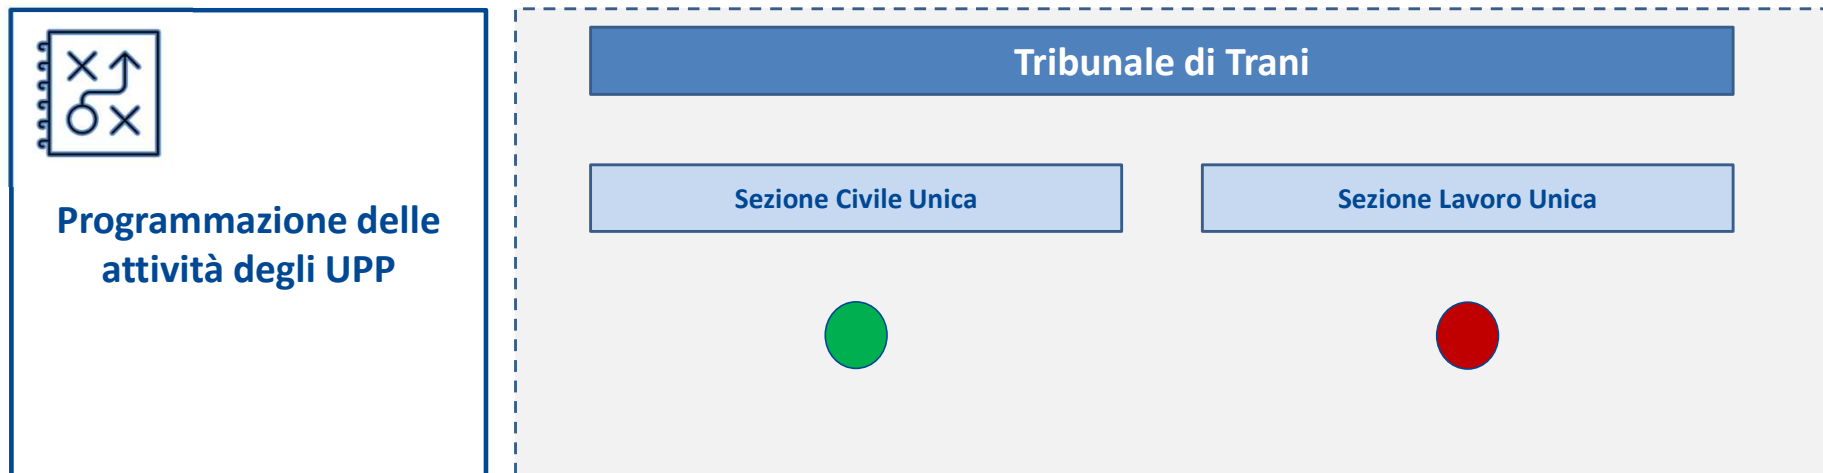 Programmazione delle
attività degli UPP
Tribunale di Trani
Sezione Civile Unica
Sezione Lavoro Unica